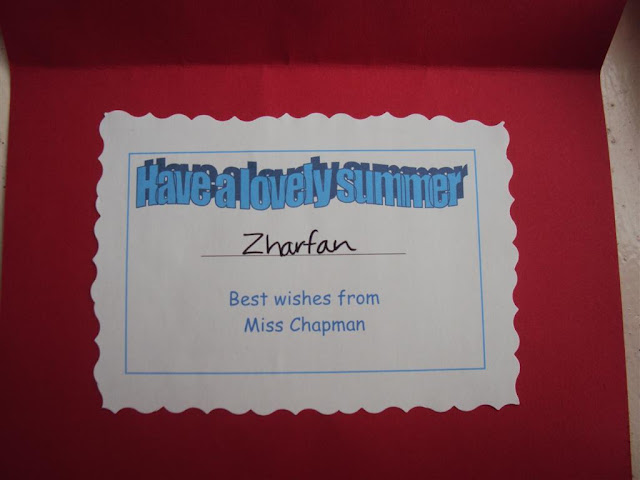 Have a lovely summer
Zharfan
Best wishes from
Miss Chapman